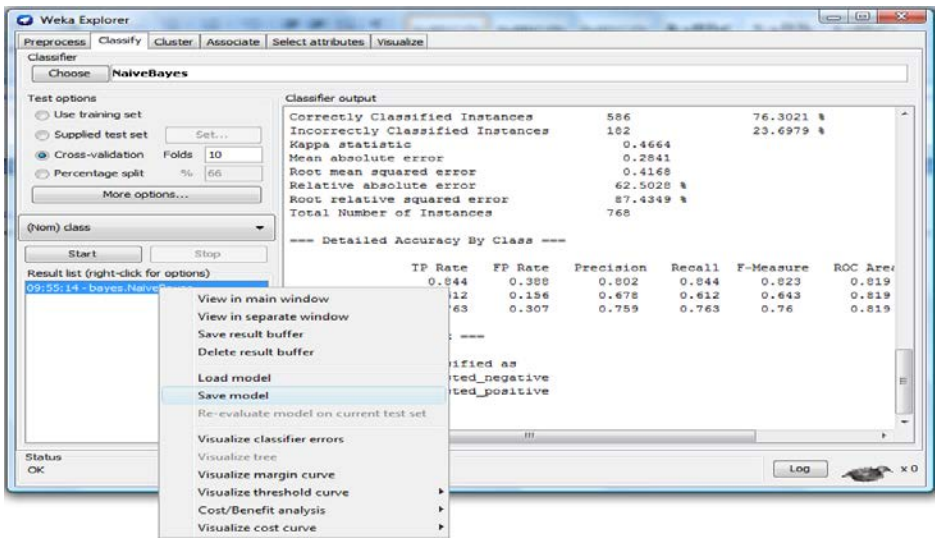 Weka Explorer
Preprocess Classify Cluster Associate Select attributes Visualize
Classifier
Choose NaiveBayes
Test options
Use training set
Supplied test set Set...
Cross-validation Folds 10
Percentage split % 66
More options...
(Nom) class
Start Stop
Result list (right-click for options)
09:55:14 - bayes.NaiveBayes
Classifier output
Correctly Classified Instances 586 76.3021 %
Incorrectly Classified Instances 182 23.6979 %
Kappa statistic 0.4664
Mean absolute error 0.2841
Root mean squared error 0.4168
Relative absolute error 62.5028 %
Root relative squared error 87.4349 %
Total Number of Instances 768
=== Detailed Accuracy By Class ===
TP Rate FP Rate Precision Recall F-Measure ROC Area
0.844 0.388 0.802 0.844 0.823 0.819
612 0.156 0.678 0.612 0.643 0.819
763 0.307 0.759 0.763 0.76 0.819
===
ified as
ted_negative
ted_positive
View in main window
View in separate window
Save result buffer
Delete result buffer
Load model
Save model
Re-evaluate model on current test set
Visualize classifier errors
Visualize tree
Visualize margin curve
Visualize threshold curve
Cost/Benefit analysis
Visualize cost curve
Status
OK
Log x 0